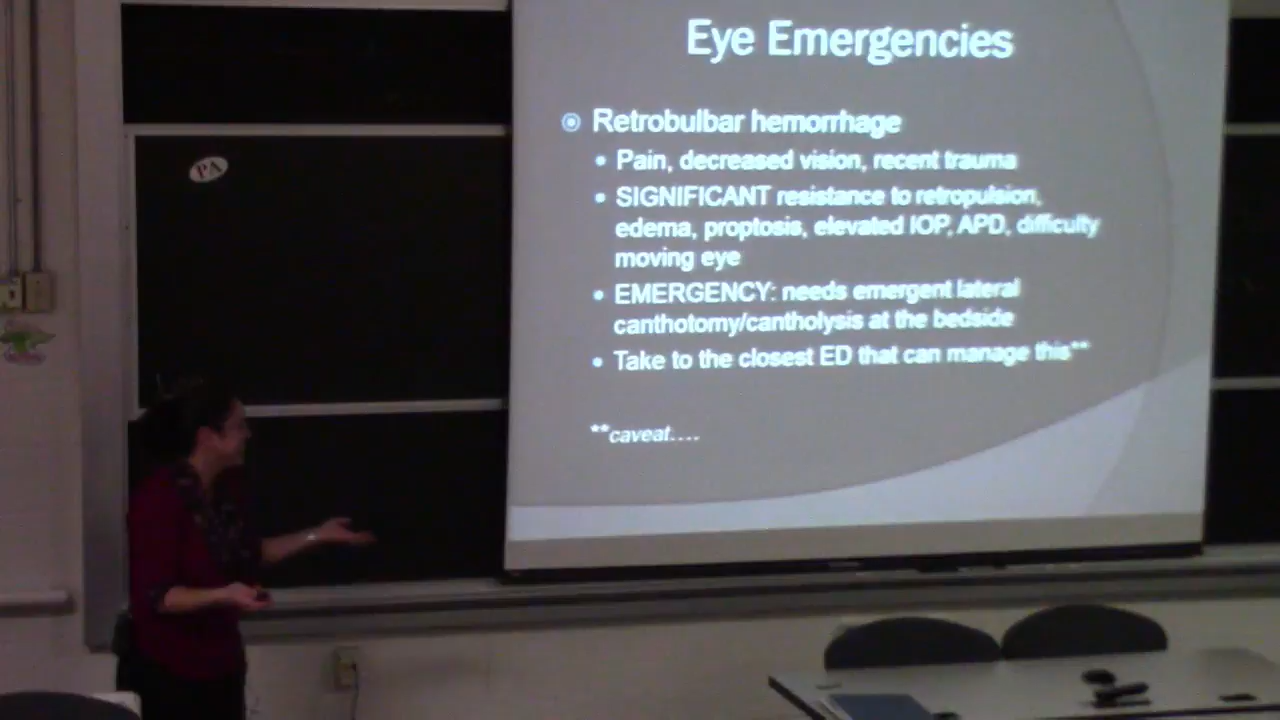 Eye Emergencies
Retrobulbar hemorrhage
Pain, decreased vision, recent trauma
SIGNIFICANT resistance to retropulsion,
edema, proptosis, elevated IOP, APD, difficulty
moving eye
EMERGENCY: needs emergent lateral
canthotomy/cantholysis at the bedside
Take to the closest ED that can manage this**
**caveat....
PA